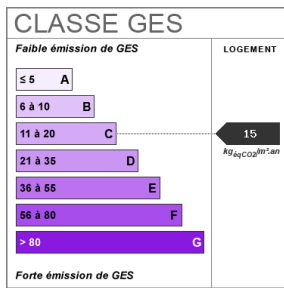 CLASSE GES
Faible émission de GES
LOGEMENT
≤ 5 A
6 à 10 B
11 à 20 C
15
kgéqCO2/m².an
21 à 35 D
36 à 55 E
56 à 80 F
> 80 G
Forte émission de GES